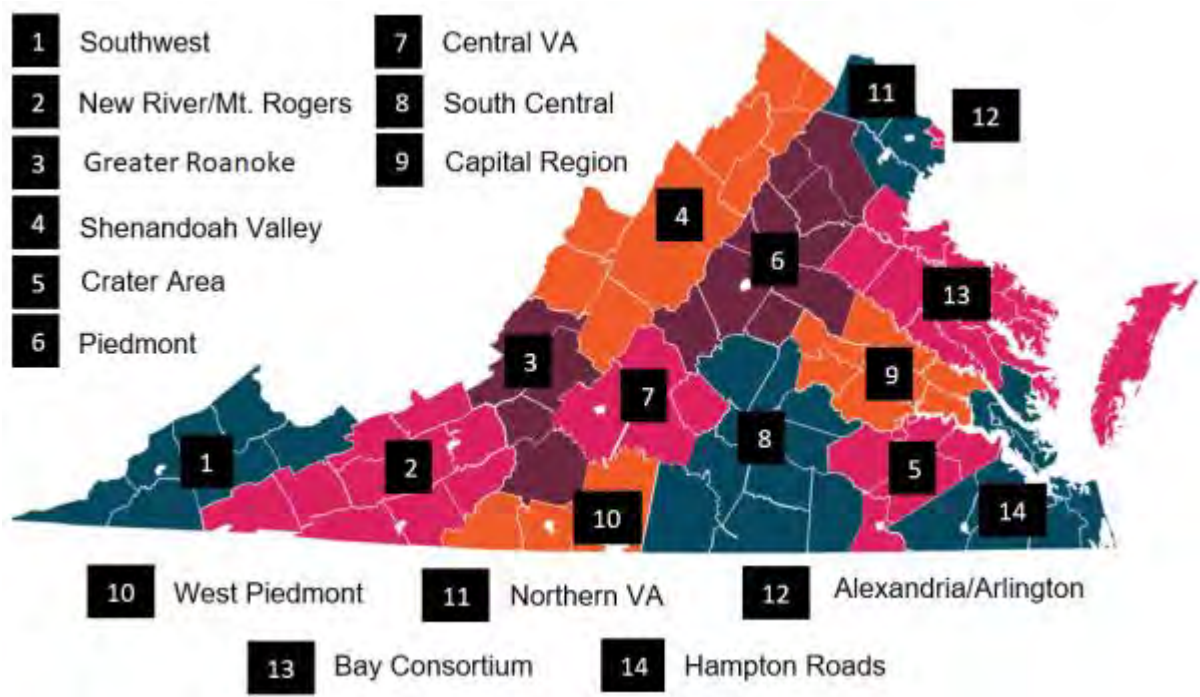 1 Southwest
2 New River/Mt. Rogers
3 Greater Roanoke
4 Shenandoah Valley
5 Crater Area
6 Piedmont
7 Central VA
8 South Central
9 Capital Region
11
12
4
6
13
3
9
7
8
1
2
5
10
14
10 West Piedmont
11 Northern VA
12 Alexandria/Arlington
13 Bay Consortium
14 Hampton Roads